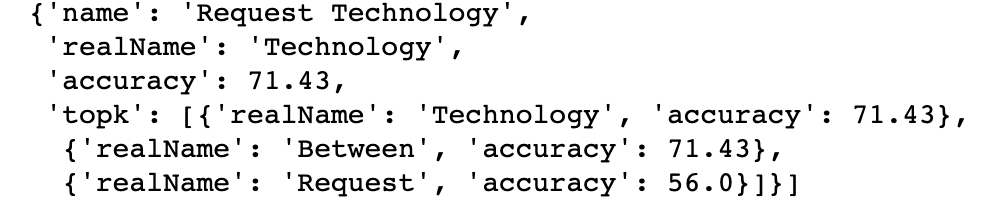 {'name': 'Request Technology',
'realName': 'Technology',
'accuracy': 71.43,
'topk': [{'realName': 'Technology', 'accuracy': 71.43},
{'realName': 'Between', 'accuracy': 71.43},
{'realName': 'Request', 'accuracy': 56.0}]}]